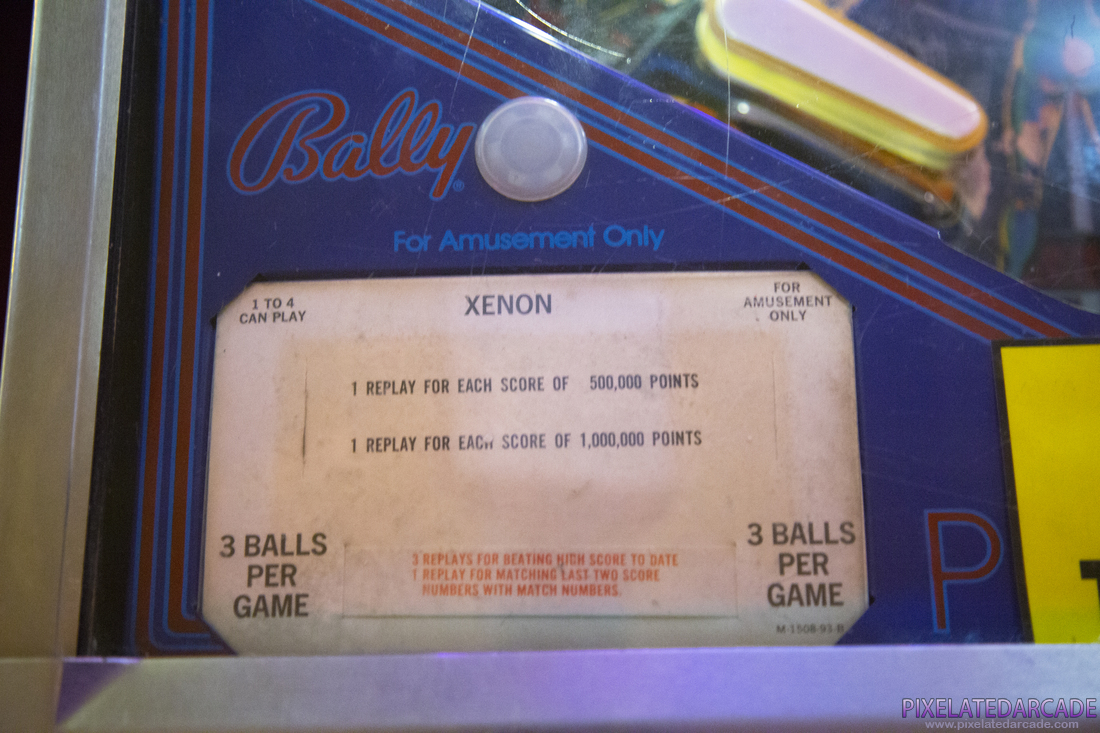 Bally®
For Amusement Only
1 TO 4
CAN PLAY
XENON
FOR
AMUSEMENT
ONLY
1 REPLAY FOR EACH SCORE OF 500,000 POINTS
1 REPLAY FOR EACH SCORE OF 1,000,000 POINTS
3 BALLS
PER
GAME
3 REPLAYS FOR BEATING HIGH SCORE TO DATE
1 REPLAY FOR MATCHING LAST TWO SCORE
NUMBERS WITH MATCH NUMBERS.
3 BALLS
PER
GAME
M-1508-93-B
P
PIXELATEDARCADE
www.pixelatedarcade.com